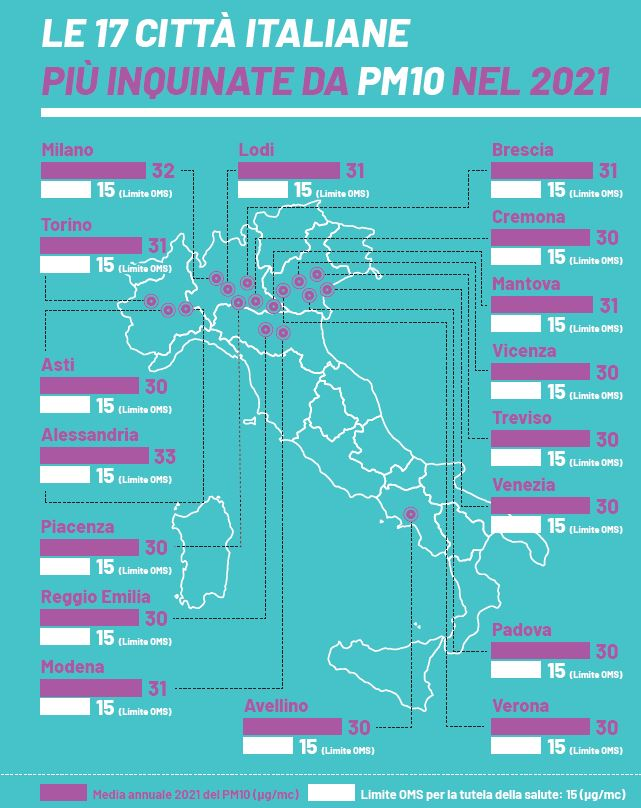 LE 17 CITTÀ ITALIANE
PIÙ INQUINATE DA PM10 NEL 2021
Milano
32
15 (Limite OMS)
Lodi
31
15 (Limite OMS)
Brescia
31
15 (Limite OMS)
Torino
31
15 (Limite OMS)
Cremona
30
15 (Limite OMS)
Mantova
31
15 (Limite OMS)
Asti
30
15 (Limite OMS)
Vicenza
30
15 (Limite OMS)
Alessandria
33
15 (Limite OMS)
Treviso
30
15 (Limite OMS)
Venezia
30
15 (Limite OMS)
Piacenza
30
15 (Limite OMS)
Reggio Emilia
30
15 (Limite OMS)
Padova
30
15 (Limite OMS)
Modena
31
15 (Limite OMS)
Avellino
30
15 (Limite OMS)
Verona
30
15 (Limite OMS)
Media annuale 2021 del PM10 (µg/mc)
Limite OMS per la tutela della salute: 15 (µg/mc)